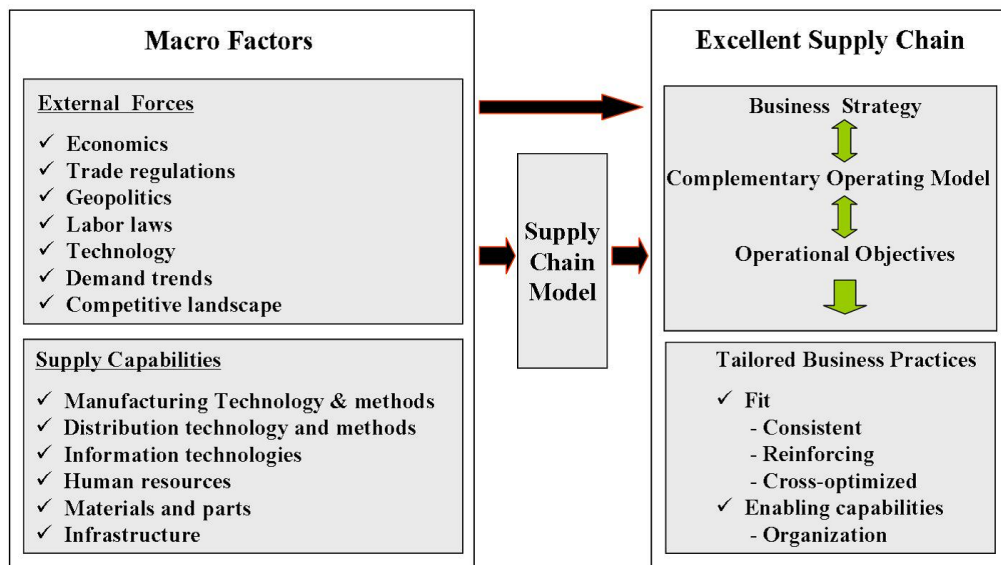 Macro Factors
External Forces
✓ Economics
✓ Trade regulations
✓ Geopolitics
✓ Labor laws
✓ Technology
✓ Demand trends
✓ Competitive landscape
Supply Capabilities
✓ Manufacturing Technology & methods
✓ Distribution technology and methods
✓ Information technologies
✓ Human resources
✓ Materials and parts
✓ Infrastructure
Supply
Chain
Model
Excellent Supply Chain
Business Strategy
Complementary Operating Model
Operational Objectives
Tailored Business Practices
✓ Fit
- Consistent
- Reinforcing
- Cross-optimized
✓ Enabling capabilities
- Organization